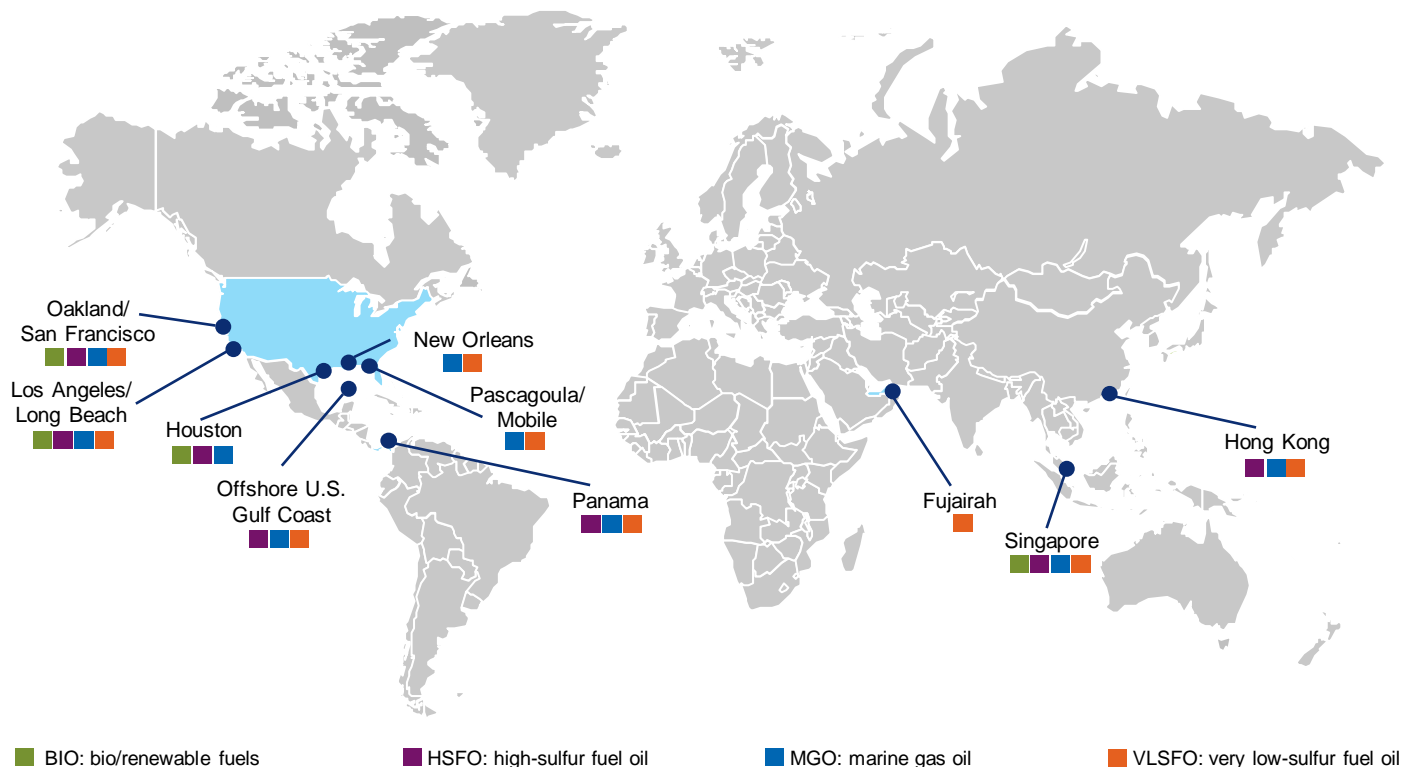 Oakland/
San Francisco
Los Angeles/
Long Beach
Houston
Offshore U.S.
Gulf Coast
New Orleans
Pascagoula/
Mobile
Panama
Fujairah
Singapore
Hong Kong
BIO: bio/renewable fuels
HSFO: high-sulfur fuel oil
MGO: marine gas oil
VLSFO: very low-sulfur fuel oil